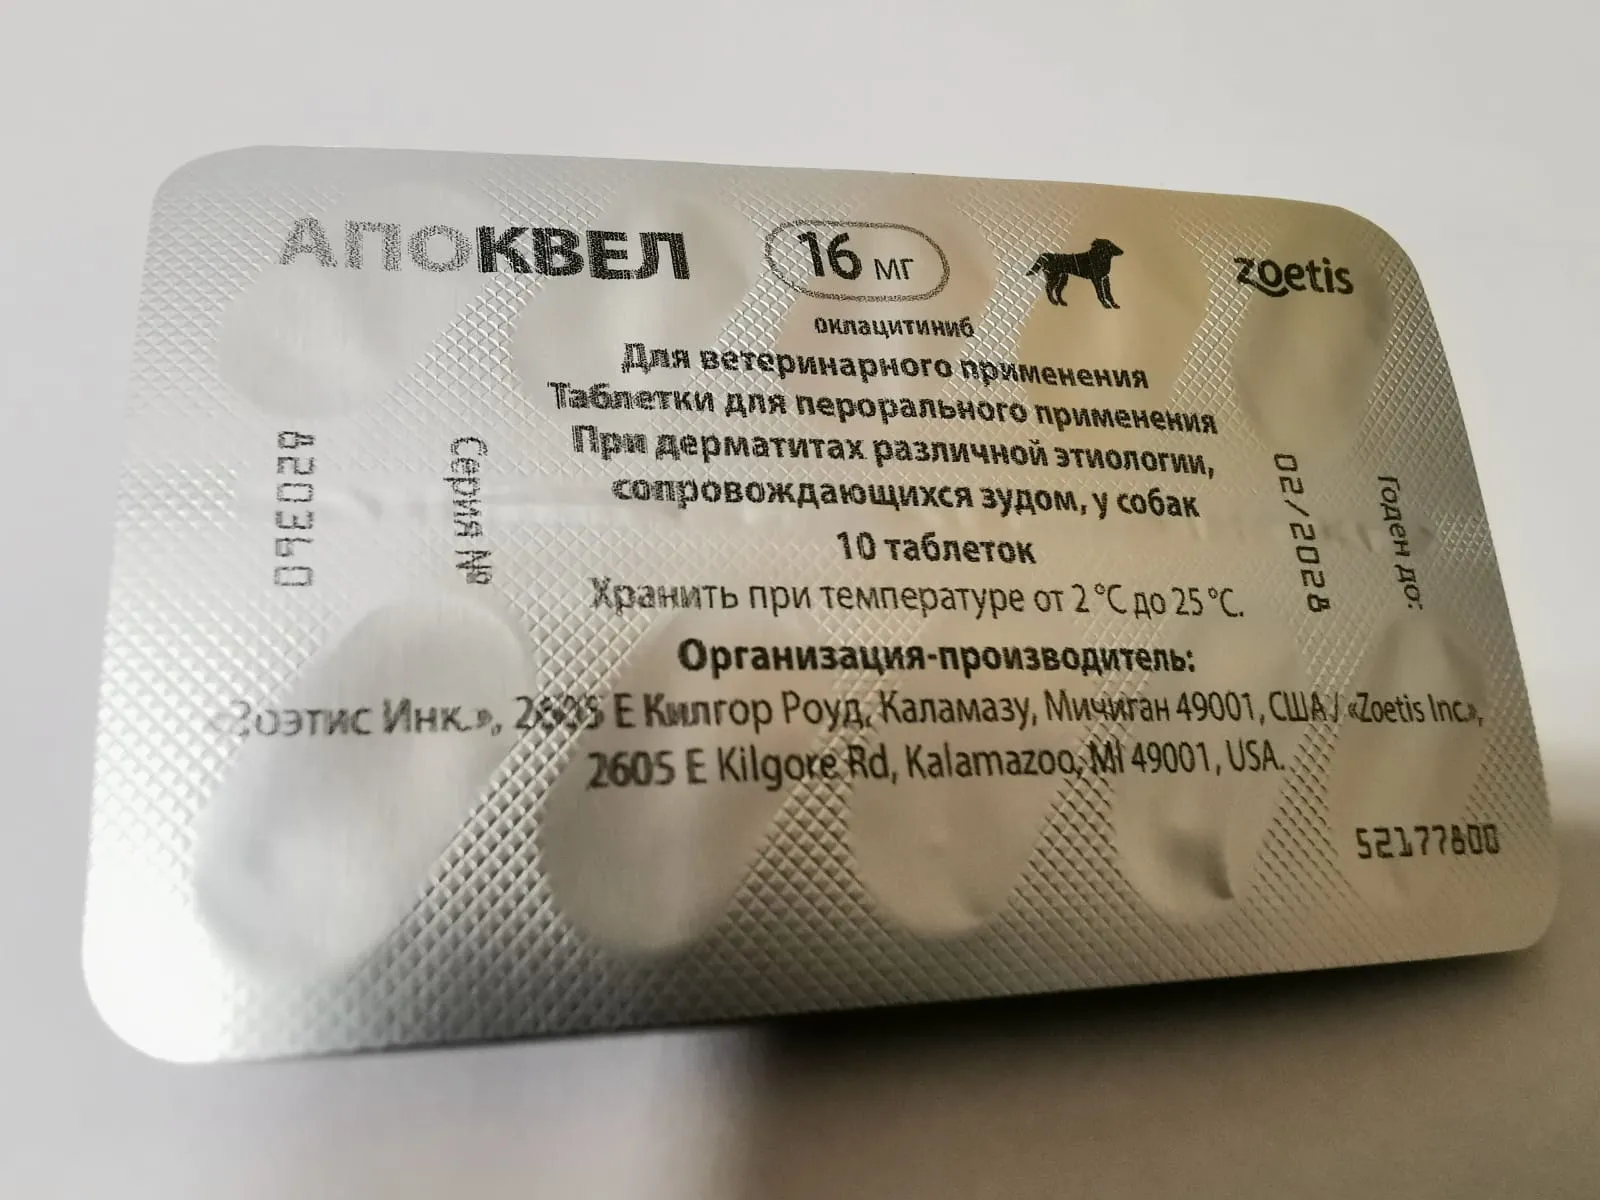 АПОКВЕЛ 16 мг zoetis
оклацитиниб
Для ветеринарного применения
Таблетки для перорального применения
При дерматитах различной этиологии,
сопровождающихся зудом, у собак
10 таблеток
Хранить при температуре от 2 °C до 25 °C.
Организация-производитель:
«Зоэтис Инк.», 2605 Е Килгор Роуд, Каламазу, Мичиган 49001, США / «Zoetis Inc.»,
2605 E Kilgore Rd, Kalamazoo, MI 49001, USA.
Серия №
820360
Годен до:
02/2028
52177800